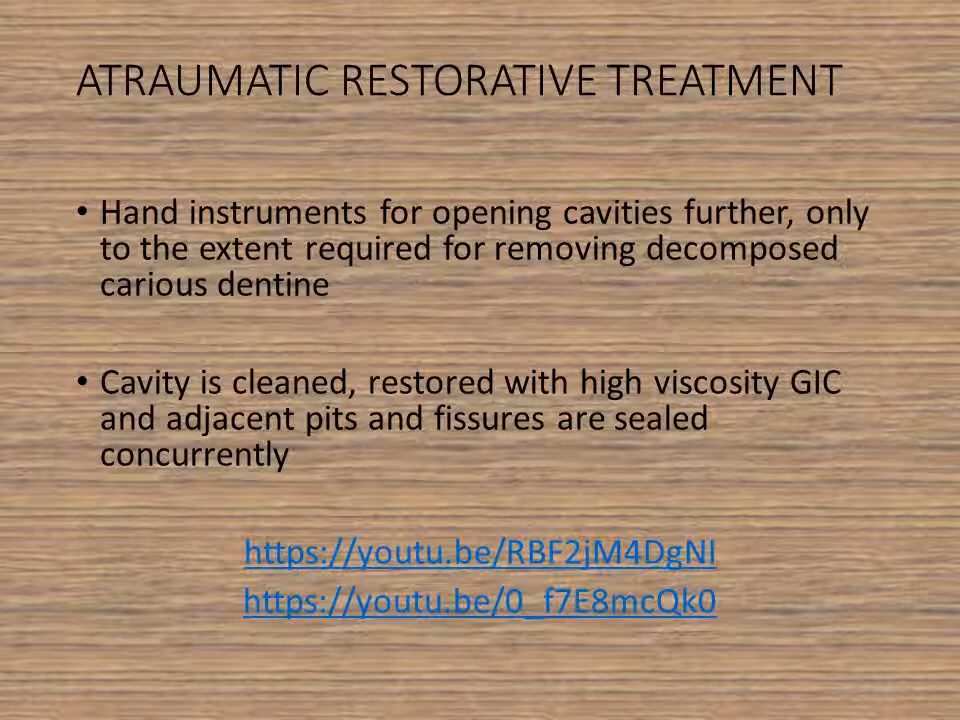 ATRAUMATIC RESTORATIVE TREATMENT
• Hand instruments for opening cavities further, only
to the extent required for removing decomposed
carious dentine
• Cavity is cleaned, restored with high viscosity GIC
and adjacent pits and fissures are sealed
concurrently
https://youtu.be/RBF2jM4DgNI
https://youtu.be/0_f7E8mcQk0